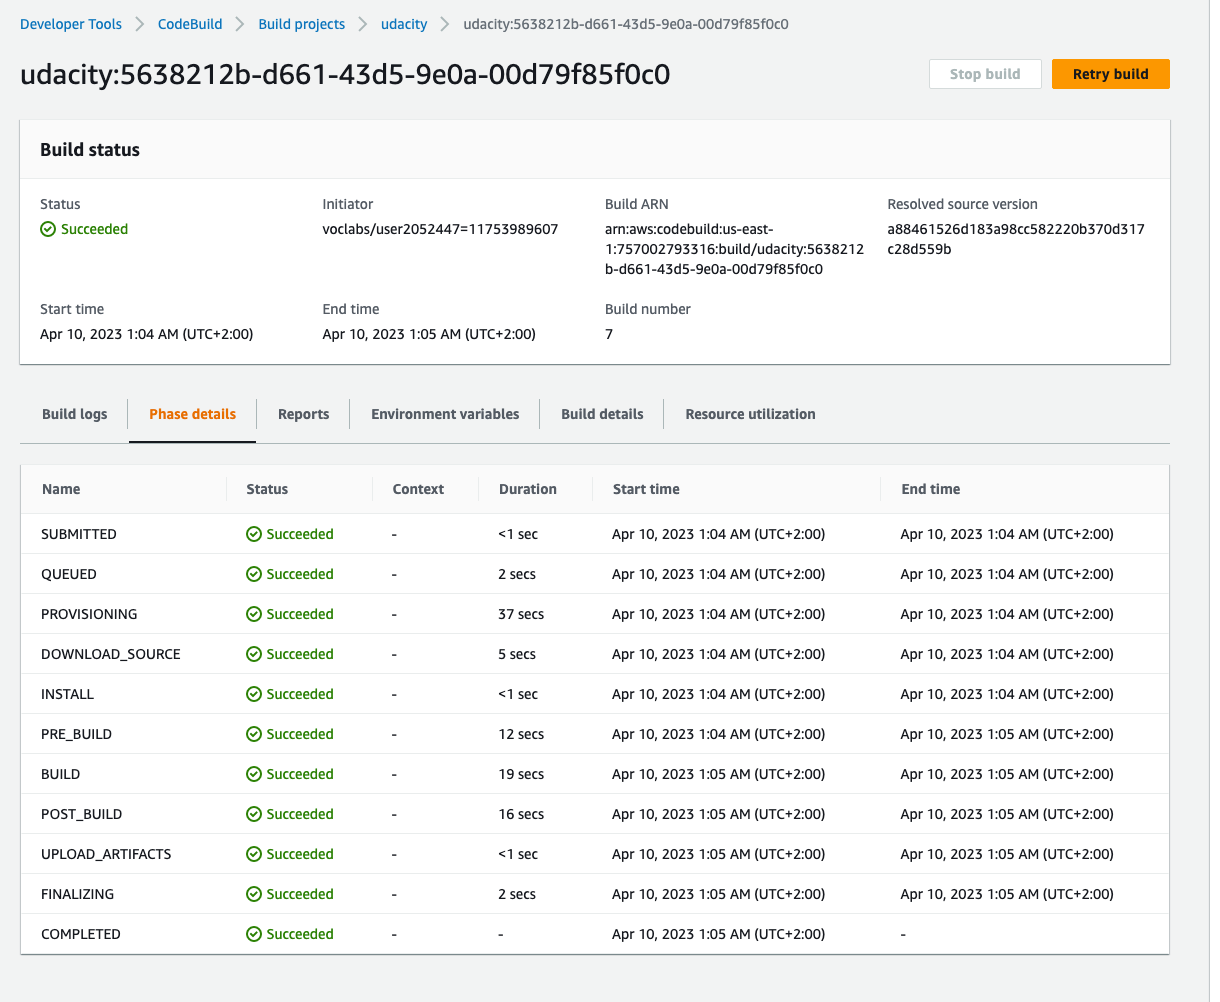 Developer Tools > CodeBuild > Build projects > udacity > udacity:5638212b-d661-43d5-9e0a-00d79f85f0c0
udacity:5638212b-d661-43d5-9e0a-00d79f85f0c0 Stop build Retry build
Build status
Status Initiator Build ARN Resolved source version
Succeeded voclabs/user2052447=11753989607 arn:aws:codebuild:us-east- a88461526d183a98cc582220b370d317
1:757002793316:build/udacity:5638212 c28d559b
b-d661-43d5-9e0a-00d79f85f0c0
Start time End time Build number
Apr 10, 2023 1:04 AM (UTC+2:00) Apr 10, 2023 1:05 AM (UTC+2:00) 7
Build logs Phase details Reports Environment variables Build details Resource utilization
Name Status Context Duration Start time End time
SUBMITTED Succeeded - <1 sec Apr 10, 2023 1:04 AM (UTC+2:00) Apr 10, 2023 1:04 AM (UTC+2:00)
QUEUED Succeeded - 2 secs Apr 10, 2023 1:04 AM (UTC+2:00) Apr 10, 2023 1:04 AM (UTC+2:00)
PROVISIONING Succeeded - 37 secs Apr 10, 2023 1:04 AM (UTC+2:00) Apr 10, 2023 1:04 AM (UTC+2:00)
DOWNLOAD_SOURCE Succeeded - 5 secs Apr 10, 2023 1:04 AM (UTC+2:00) Apr 10, 2023 1:04 AM (UTC+2:00)
INSTALL Succeeded - <1 sec Apr 10, 2023 1:04 AM (UTC+2:00) Apr 10, 2023 1:04 AM (UTC+2:00)
PRE_BUILD Succeeded - 12 secs Apr 10, 2023 1:04 AM (UTC+2:00) Apr 10, 2023 1:05 AM (UTC+2:00)
BUILD Succeeded - 19 secs Apr 10, 2023 1:05 AM (UTC+2:00) Apr 10, 2023 1:05 AM (UTC+2:00)
POST_BUILD Succeeded - 16 secs Apr 10, 2023 1:05 AM (UTC+2:00) Apr 10, 2023 1:05 AM (UTC+2:00)
UPLOAD_ARTIFACTS Succeeded - <1 sec Apr 10, 2023 1:05 AM (UTC+2:00) Apr 10, 2023 1:05 AM (UTC+2:00)
FINALIZING Succeeded - 2 secs Apr 10, 2023 1:05 AM (UTC+2:00) Apr 10, 2023 1:05 AM (UTC+2:00)
COMPLETED Succeeded - - Apr 10, 2023 1:05 AM (UTC+2:00) -